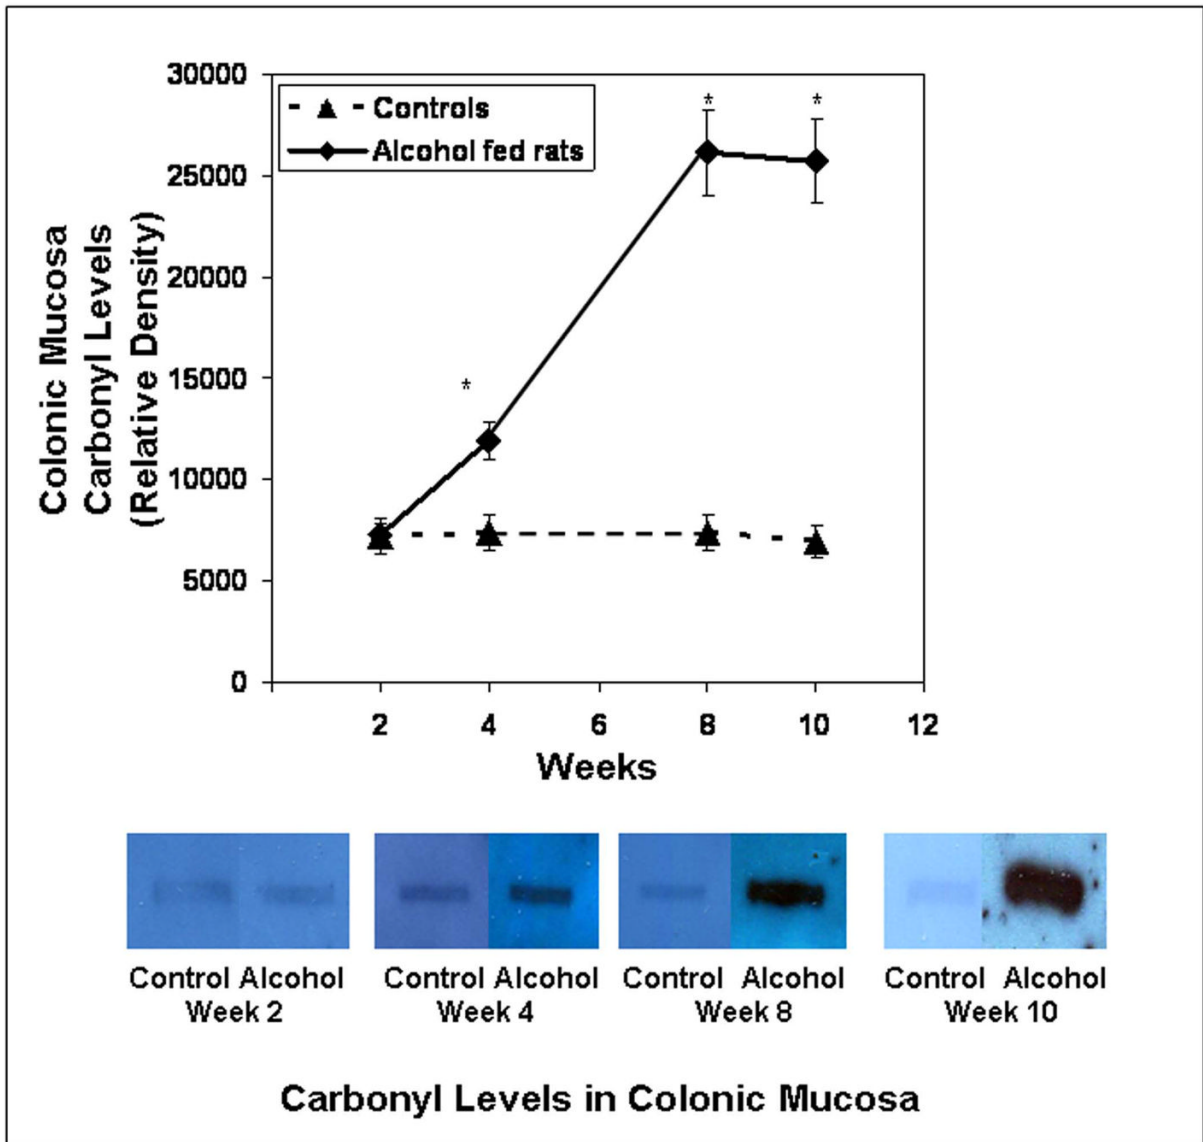 30000
25000
20000
15000
10000
5000
0
Controls
Alcohol fed rats
*
*
*
Colonic Mucosa
Carbonyl Levels
(Relative Density)
2 4 6 8 10 12
Weeks
Control Alcohol
Week 2
Control Alcohol
Week 4
Control Alcohol
Week 8
Control Alcohol
Week 10
Carbonyl Levels in Colonic Mucosa